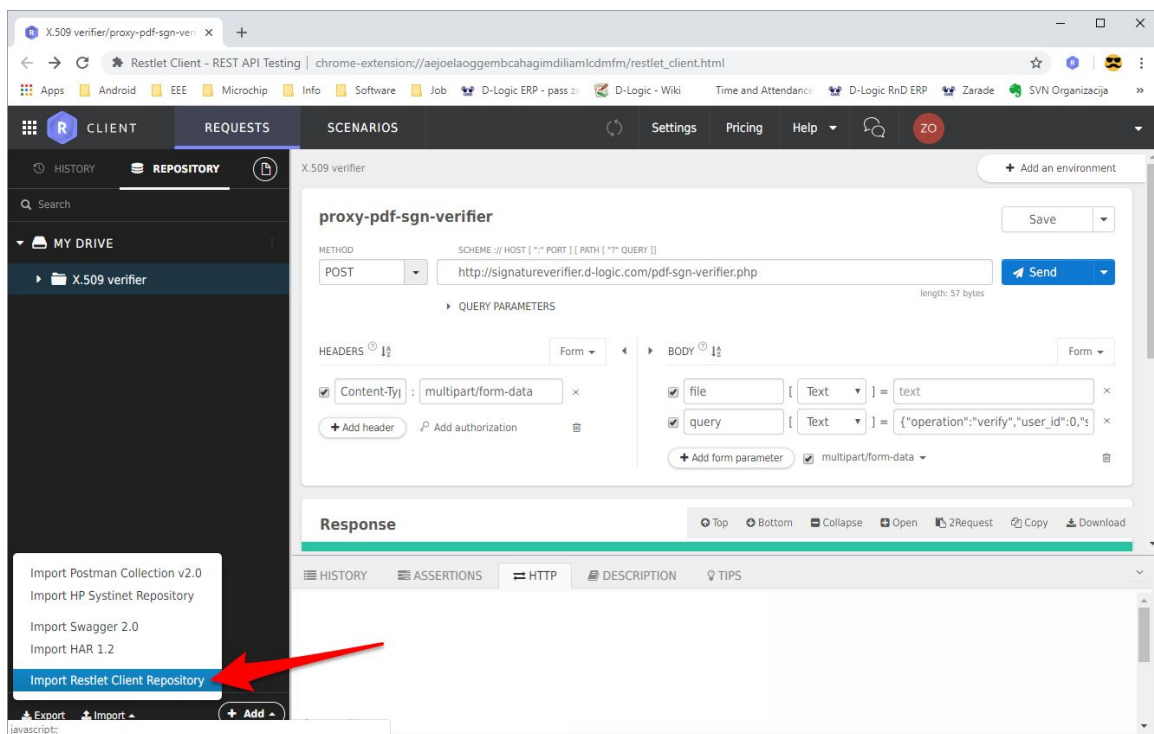 X.509 verifier/proxy-pdf-sgn-ver
Restlet Client - REST API Testing | chrome-extension://aejoelaoggembcahagimdiliamlcdmfm/restlet_client.html
Apps Android EEE Microchip Info Software Job D-Logic ERP - pass D-Logic - Wiki Time and Attendance D-Logic RnD ERP Zarade SVN Organizacija »
R CLIENT REQUESTS SCENARIOS Settings Pricing Help ZO
HISTORY REPOSITORY X.509 verifier + Add an environment
Search
MY DRIVE
X.509 verifier
proxy-pdf-sgn-verifier Save
METHOD SCHEME :// HOST [ ":" PORT ] [ PATH [ "?" QUERY ]]
POST http://signatureverifier.d-logic.com/pdf-sgn-verifier.php Send
length: 57 bytes
QUERY PARAMETERS
HEADERS Form BODY Form
Content-Typ : multipart/form-data × file [ Text ] = text ×
+ Add header Add authorization query [ Text ] = {"operation":"verify","user_id":0,"s ×
+ Add form parameter multipart/form-data
Response Top Bottom Collapse Open 2Request Copy Download
HISTORY ASSERTIONS HTTP DESCRIPTION TIPS
Import Postman Collection v2.0
Import HP Systinet Repository
Import Swagger 2.0
Import HAR 1.2
Import Restlet Client Repository
Export Import + Add
javascript:;